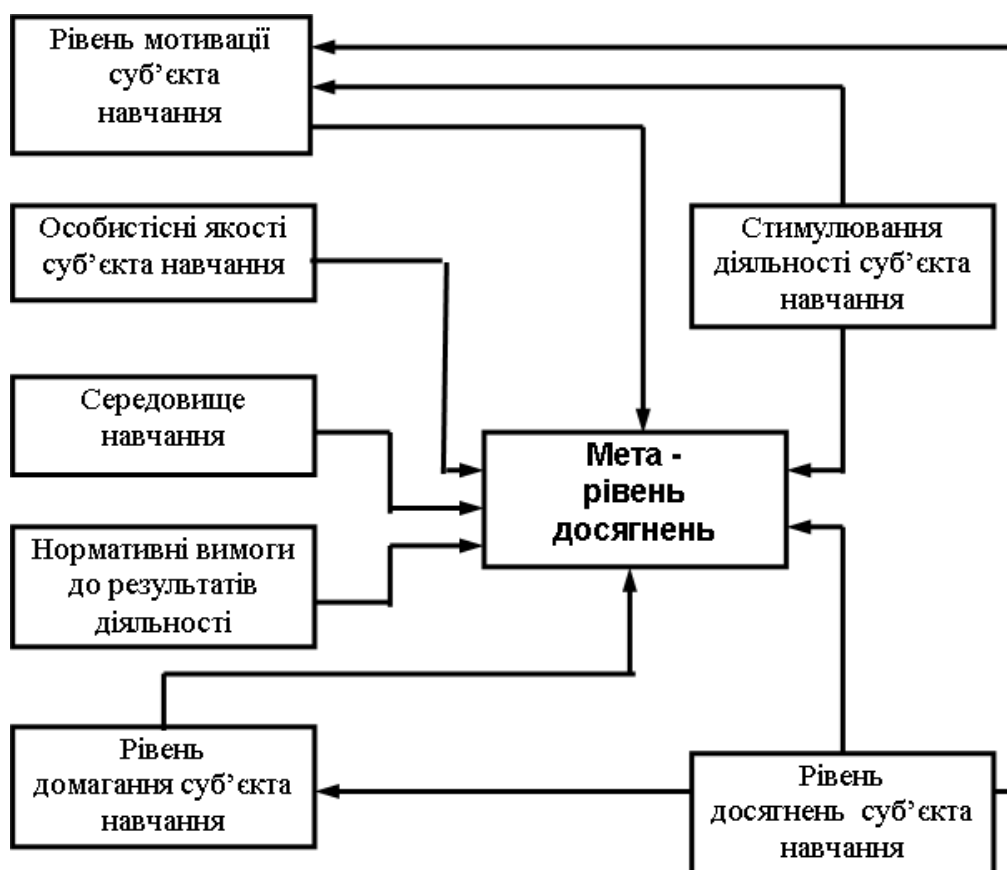 Рівень мотивації
суб’єкта
навчання
Особистісні якості
суб’єкта навчання
Стимулювання
діяльності суб’єкта
навчання
Середовище
навчання
Мета -
рівень
досягнень
Нормативні вимоги
до результатів
діяльності
Рівень
домагання суб’єкта
навчання
Рівень
досягнень суб’єкта
навчання